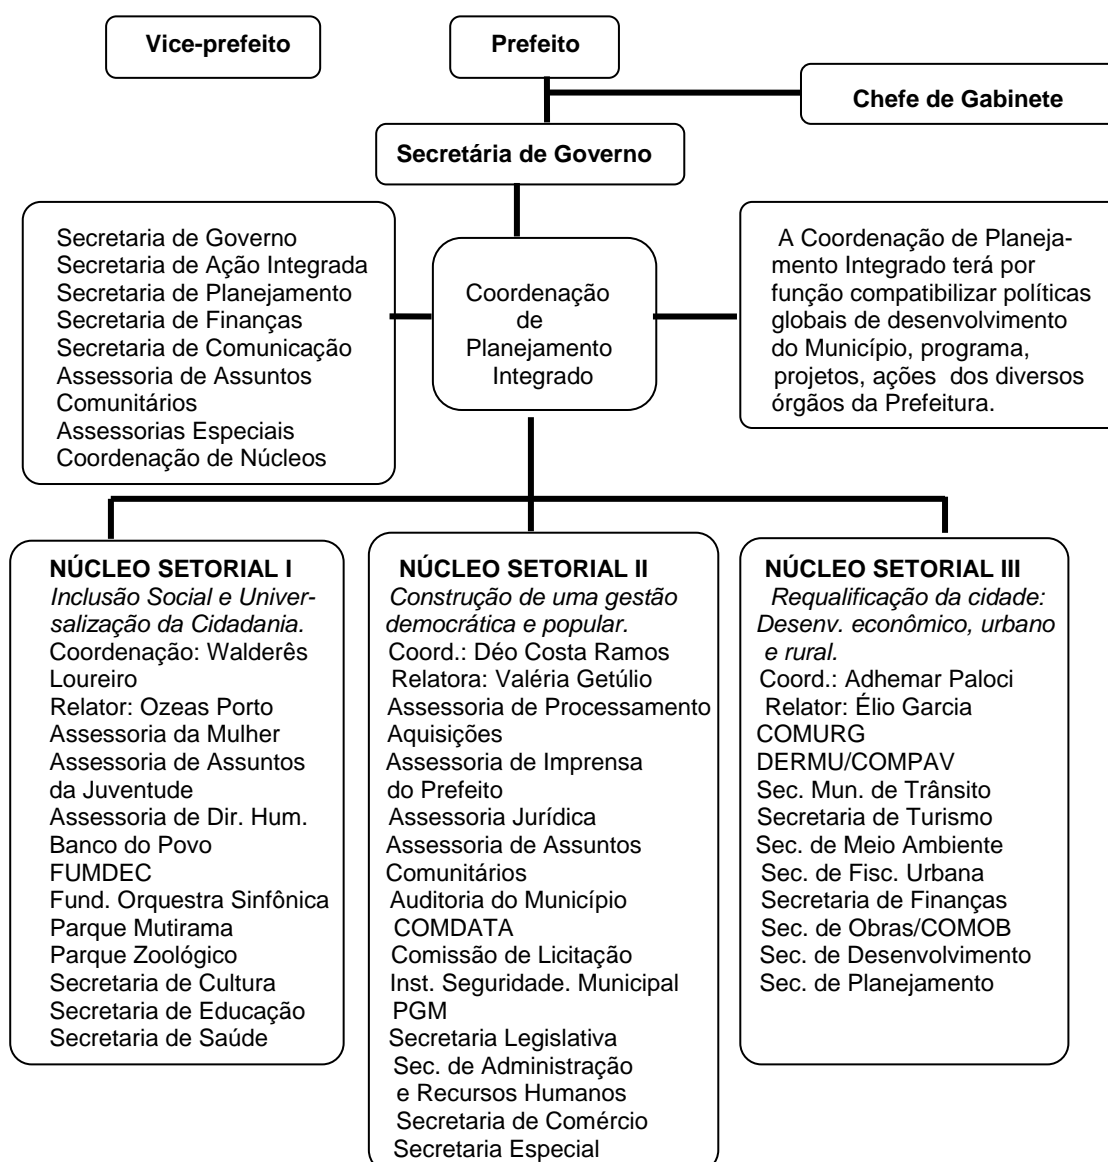 Vice-prefeito
Prefeito
Chefe de Gabinete
Secretária de Governo
Secretaria de Governo
Secretaria de Ação Integrada
Secretaria de Planejamento
Secretaria de Finanças
Secretaria de Comunicação
Assessoria de Assuntos
Comunitários
Assessorias Especiais
Coordenação de Núcleos
Coordenação
de
Planejamento
Integrado
A Coordenação de Planeja-
mento Integrado terá por
função compatibilizar políticas
globais de desenvolvimento
do Município, programa,
projetos, ações dos diversos
órgãos da Prefeitura.
NÚCLEO SETORIAL I
Inclusão Social e Univer-
salização da Cidadania.
Coordenação: Walderês
Loureiro
Relator: Ozeas Porto
Assessoria da Mulher
Assessoria de Assuntos
da Juventude
Assessoria de Dir. Hum.
Banco do Povo
FUMDEC
Fund. Orquestra Sinfônica
Parque Mutirama
Parque Zoológico
Secretaria de Cultura
Secretaria de Educação
Secretaria de Saúde
NÚCLEO SETORIAL II
Construção de uma gestão
democrática e popular.
Coord.: Déo Costa Ramos
Relatora: Valéria Getúlio
Assessoria de Processamento
Aquisições
Assessoria de Imprensa
do Prefeito
Assessoria Jurídica
Assessoria de Assuntos
Comunitários
Auditoria do Município
COMDATA
Comissão de Licitação
Inst. Seguridade. Municipal
PGM
Secretaria Legislativa
Sec. de Administração
e Recursos Humanos
Secretaria de Comércio
Secretaria Especial
NÚCLEO SETORIAL III
Requalificação da cidade:
Desenv. econômico, urbano
e rural.
Coord.: Adhemar Paloci
Relator: Élio Garcia
COMURG
DERMU/COMPAV
Sec. Mun. de Trânsito
Secretaria de Turismo
Sec. de Meio Ambiente
Sec. de Fisc. Urbana
Secretaria de Finanças
Sec. de Obras/COMOB
Sec. de Desenvolvimento
Sec. de Planejamento